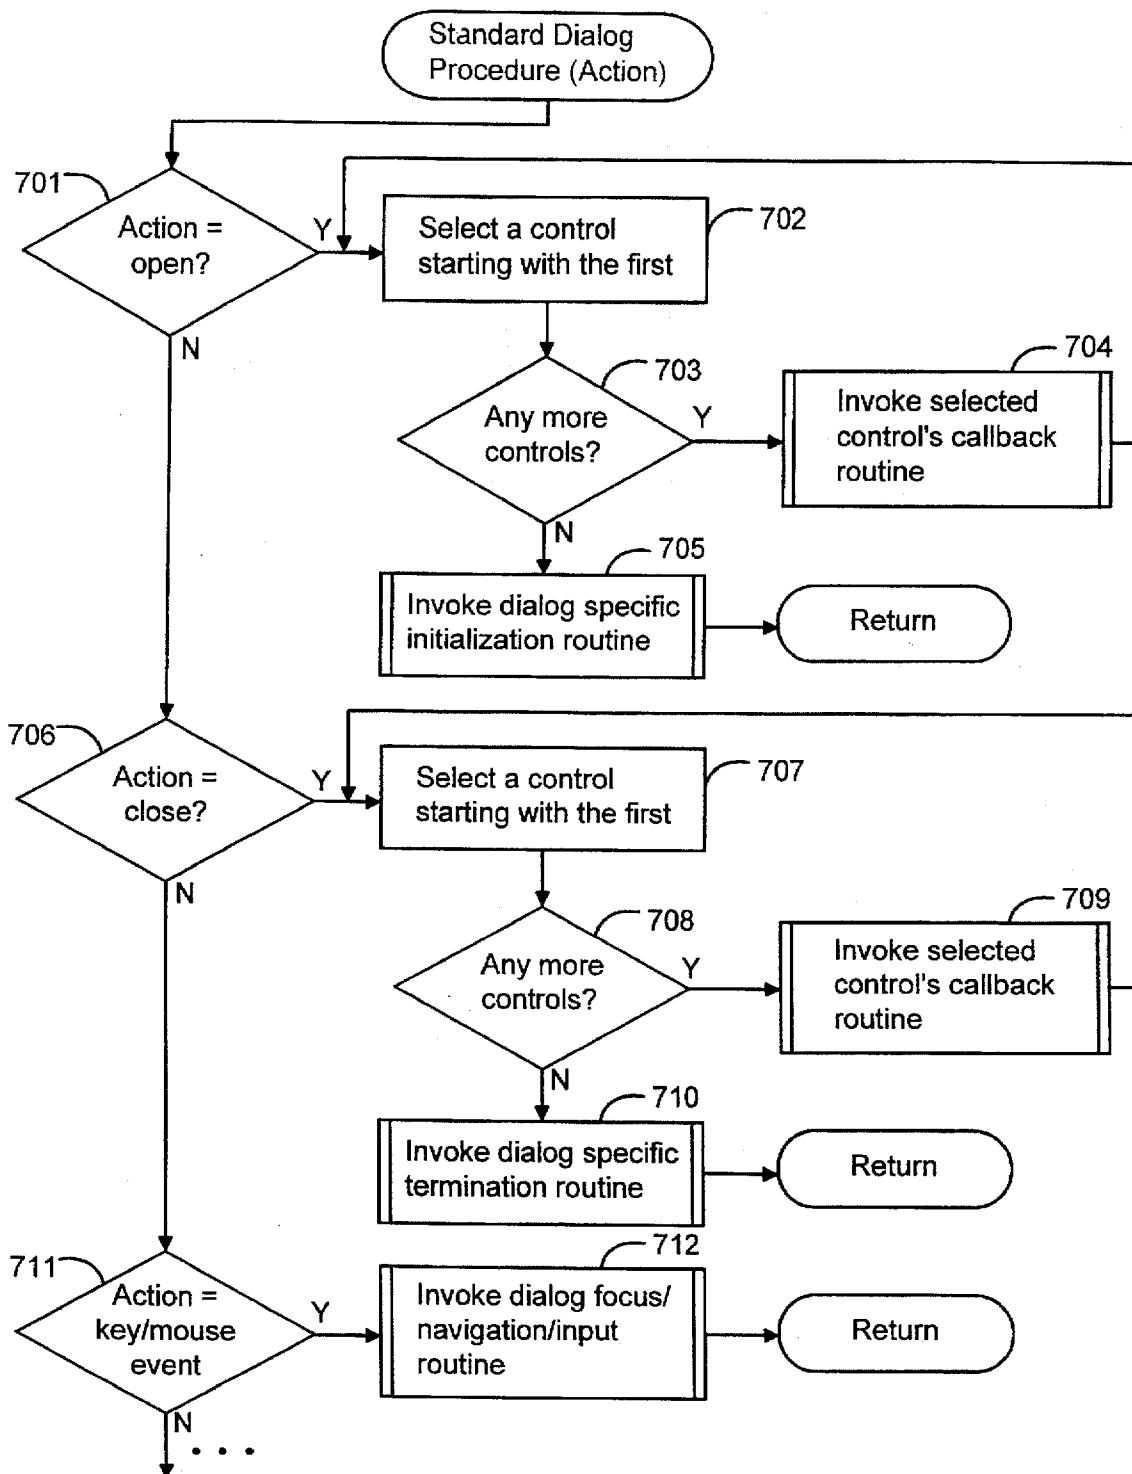 Standard Dialog
Procedure (Action)
701
Action =
open?
Y
N
Select a control
starting with the first
702
Any more
controls?
703
Y
N
Invoke selected
control's callback
routine
704
Invoke dialog specific
initialization routine
705
Return
706
Action =
close?
Y
N
Select a control
starting with the first
707
Any more
controls?
708
Y
N
Invoke selected
control's callback
routine
709
Invoke dialog specific
termination routine
710
Return
711
Action =
key/mouse
event
Y
N
Invoke dialog focus/
navigation/input
routine
712
Return
• • •